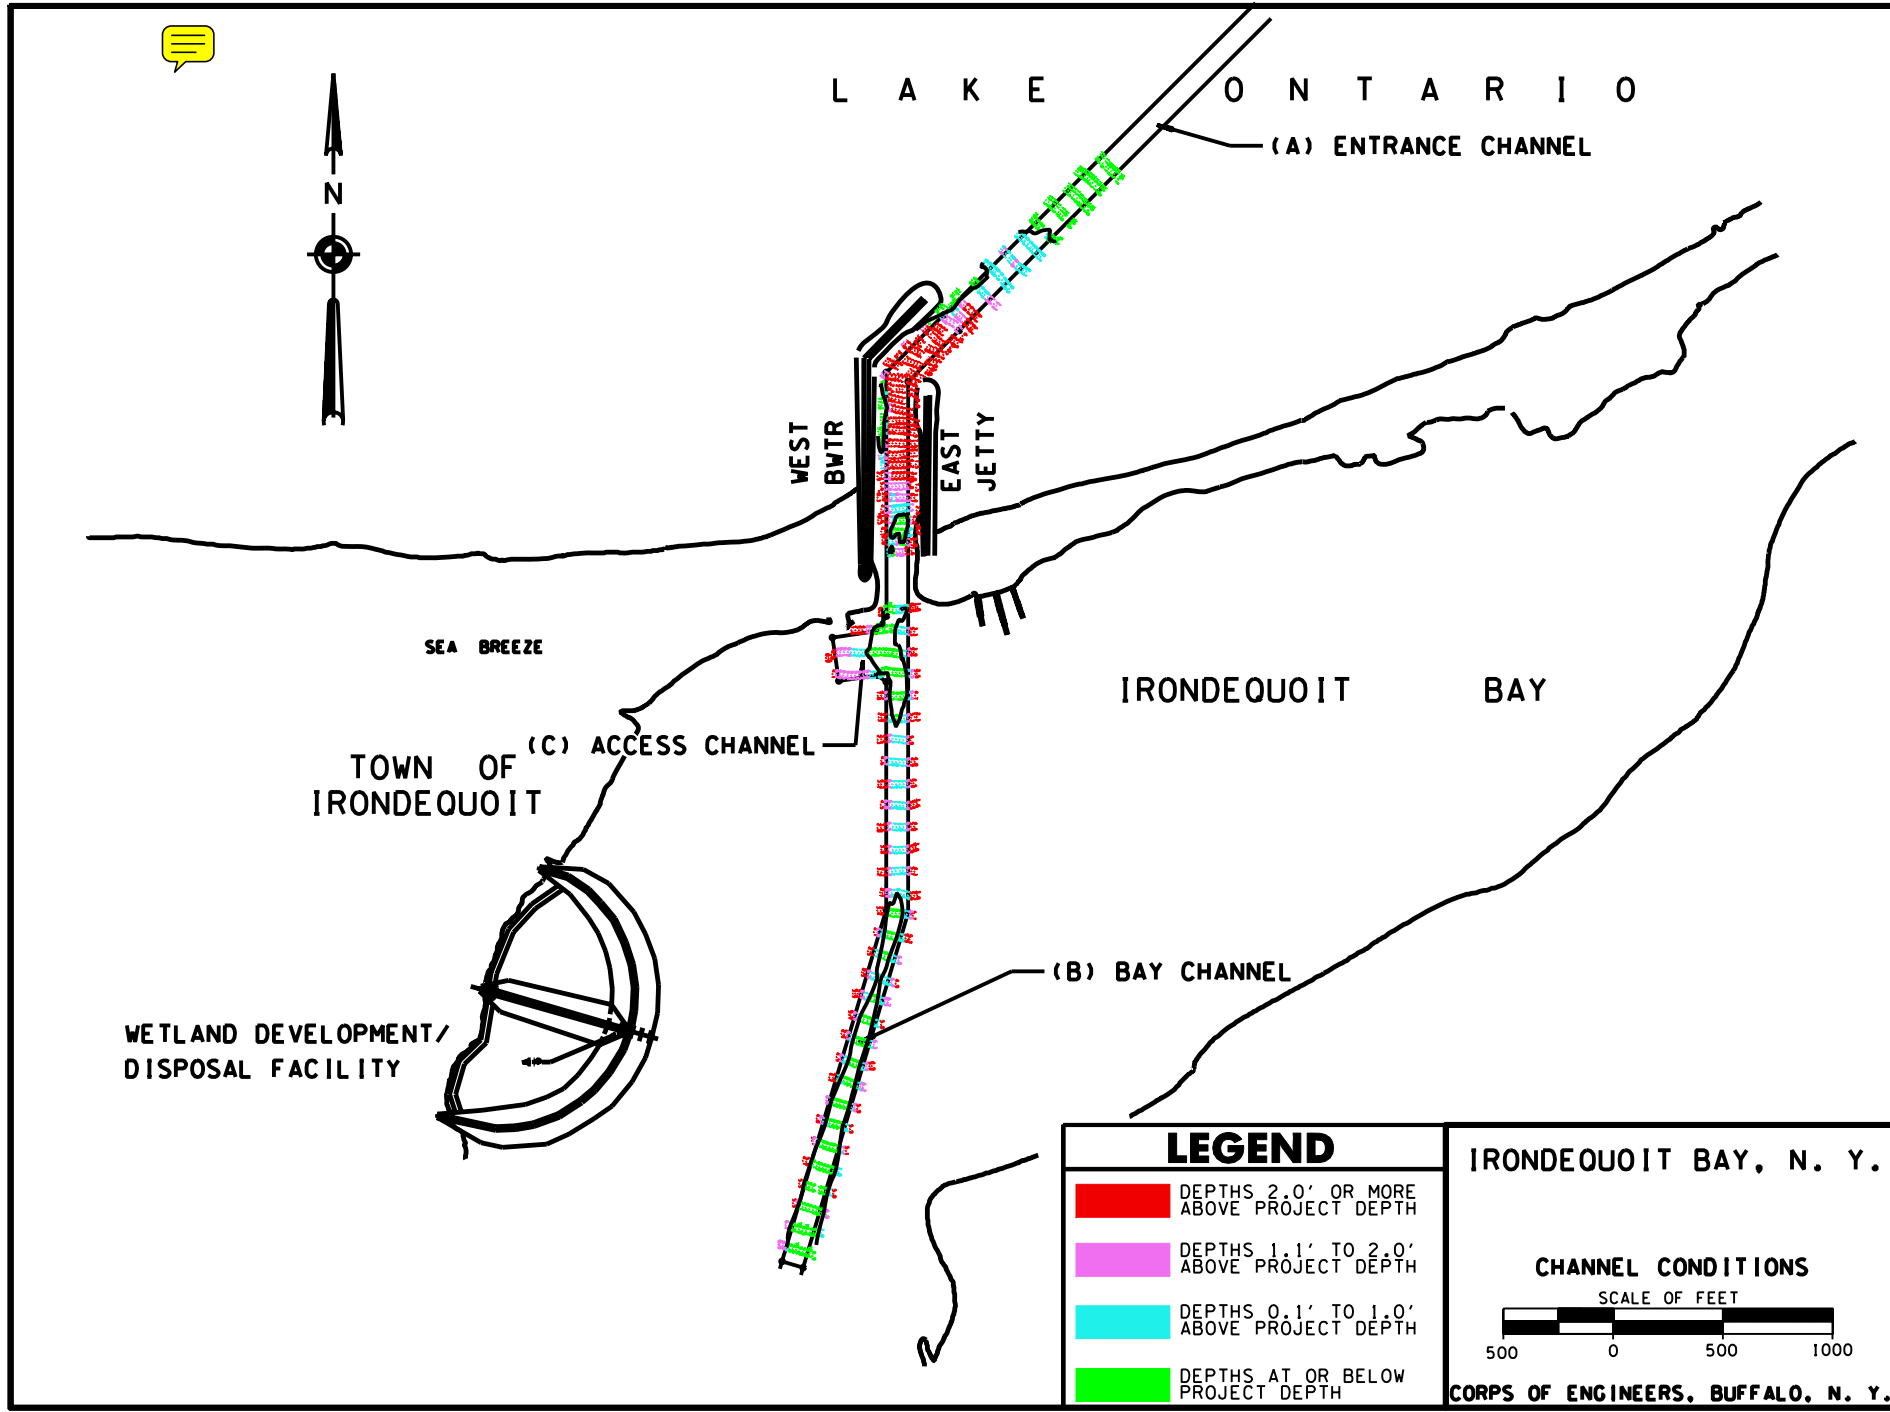 LAKE ONTARIO
(A) ENTRANCE CHANNEL
N
WEST
BWTR
EAST
JETTY
SEA BREEZE
IRONDEQUOIT BAY
(C) ACCESS CHANNEL
TOWN OF
IRONDEQUOIT
(B) BAY CHANNEL
WETLAND DEVELOPMENT/
DISPOSAL FACILITY
LEGEND
DEPTHS 2.0' OR MORE
ABOVE PROJECT DEPTH
DEPTHS 1.1' TO 2.0'
ABOVE PROJECT DEPTH
DEPTHS 0.1' TO 1.0'
ABOVE PROJECT DEPTH
DEPTHS AT OR BELOW
PROJECT DEPTH
IRONDEQUOIT BAY, N. Y.
CHANNEL CONDITIONS
SCALE OF FEET
500 0 500 1000
CORPS OF ENGINEERS, BUFFALO, N. Y.